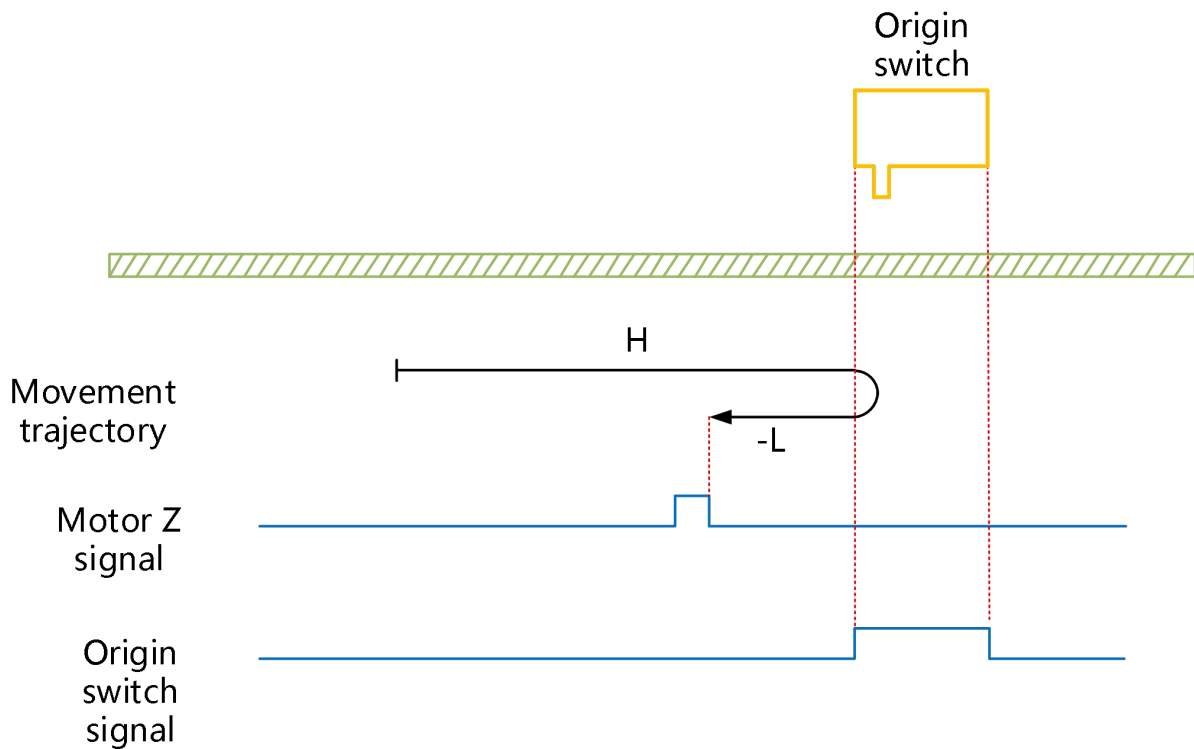 Origin
switch
H
Movement
trajectory
-L
Motor Z
signal
Origin
switch
signal